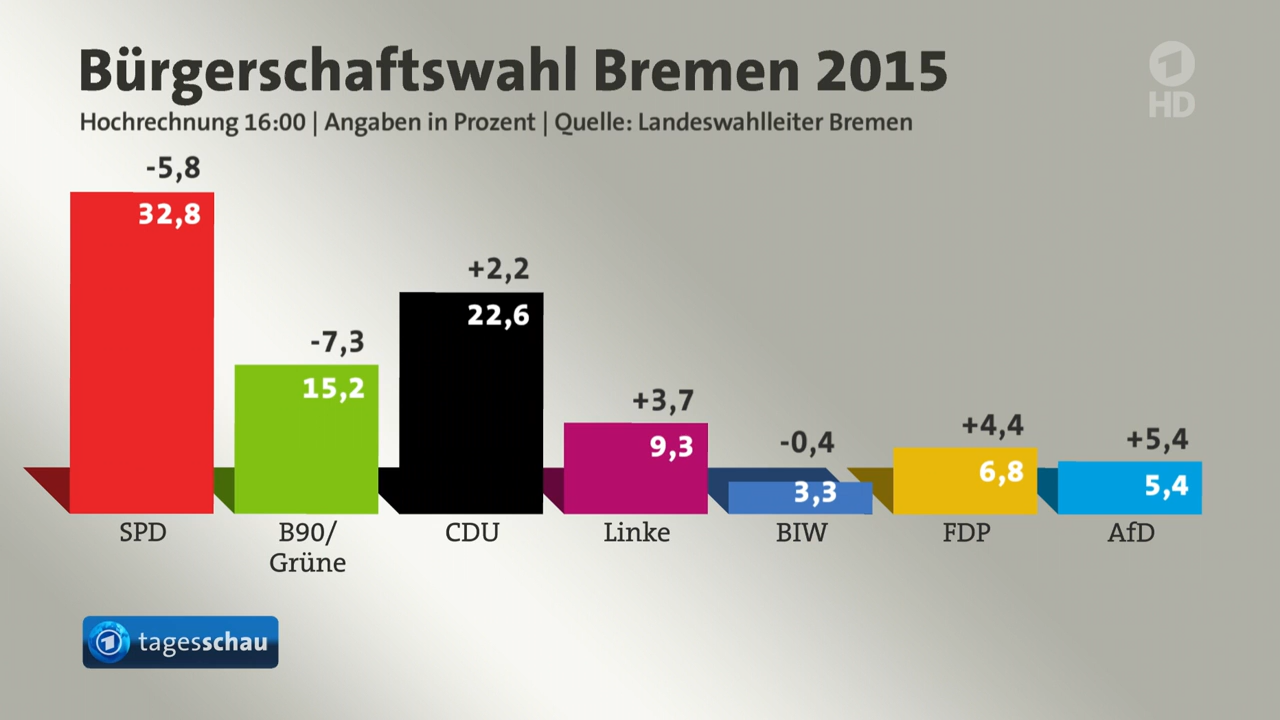 Bürgerschaftswahl Bremen 2015
HD
Hochrechnung 16:00 | Angaben in Prozent | Quelle: Landeswahlleiter Bremen
-5,8
32,8
-7,3
15,2
+2,2
22,6
+3,7
9,3
-0,4
3,3
+4,4
6,8
+5,4
5,4
SPD
B90/
Grüne
CDU
Linke
BIW
FDP
AfD
tagesschau